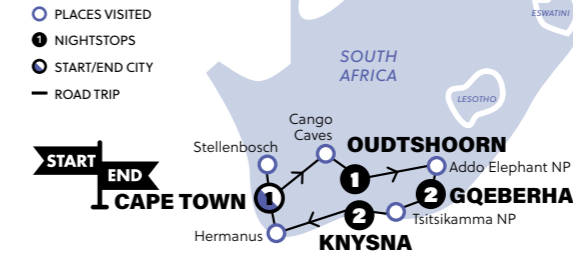 PLACES VISITED
1 NIGHTSTOPS
START/END CITY
ROAD TRIP
ESWATINI
SOUTH
AFRICA
LESOTHO
Cango
Caves
Stellenbosch
OUDTSHOORN
START
END
Addo Elephant NP
1
CAPE TOWN
1
2
GQEBERHA
2
Tsitsikamma NP
Hermanus
KNYSNA